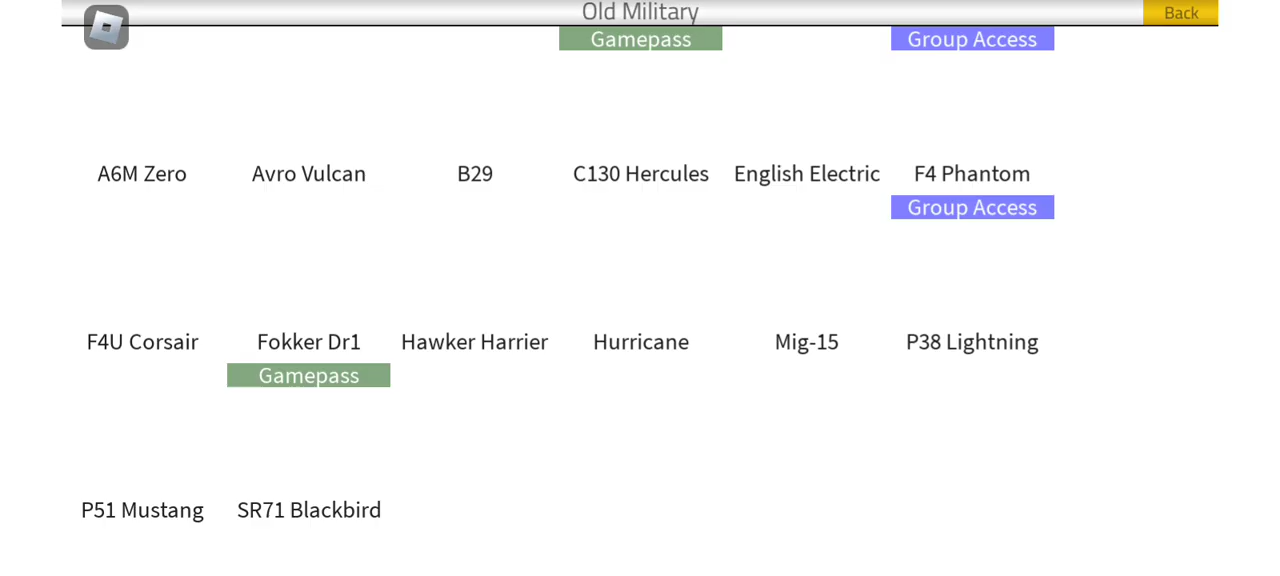 Old Military
Back
Gamepass
Group Access
A6M Zero
Avro Vulcan
B29
C130 Hercules
English Electric
F4 Phantom
Group Access
F4U Corsair
Fokker Dr1
Hawker Harrier
Hurricane
Mig-15
P38 Lightning
Gamepass
P51 Mustang
SR71 Blackbird